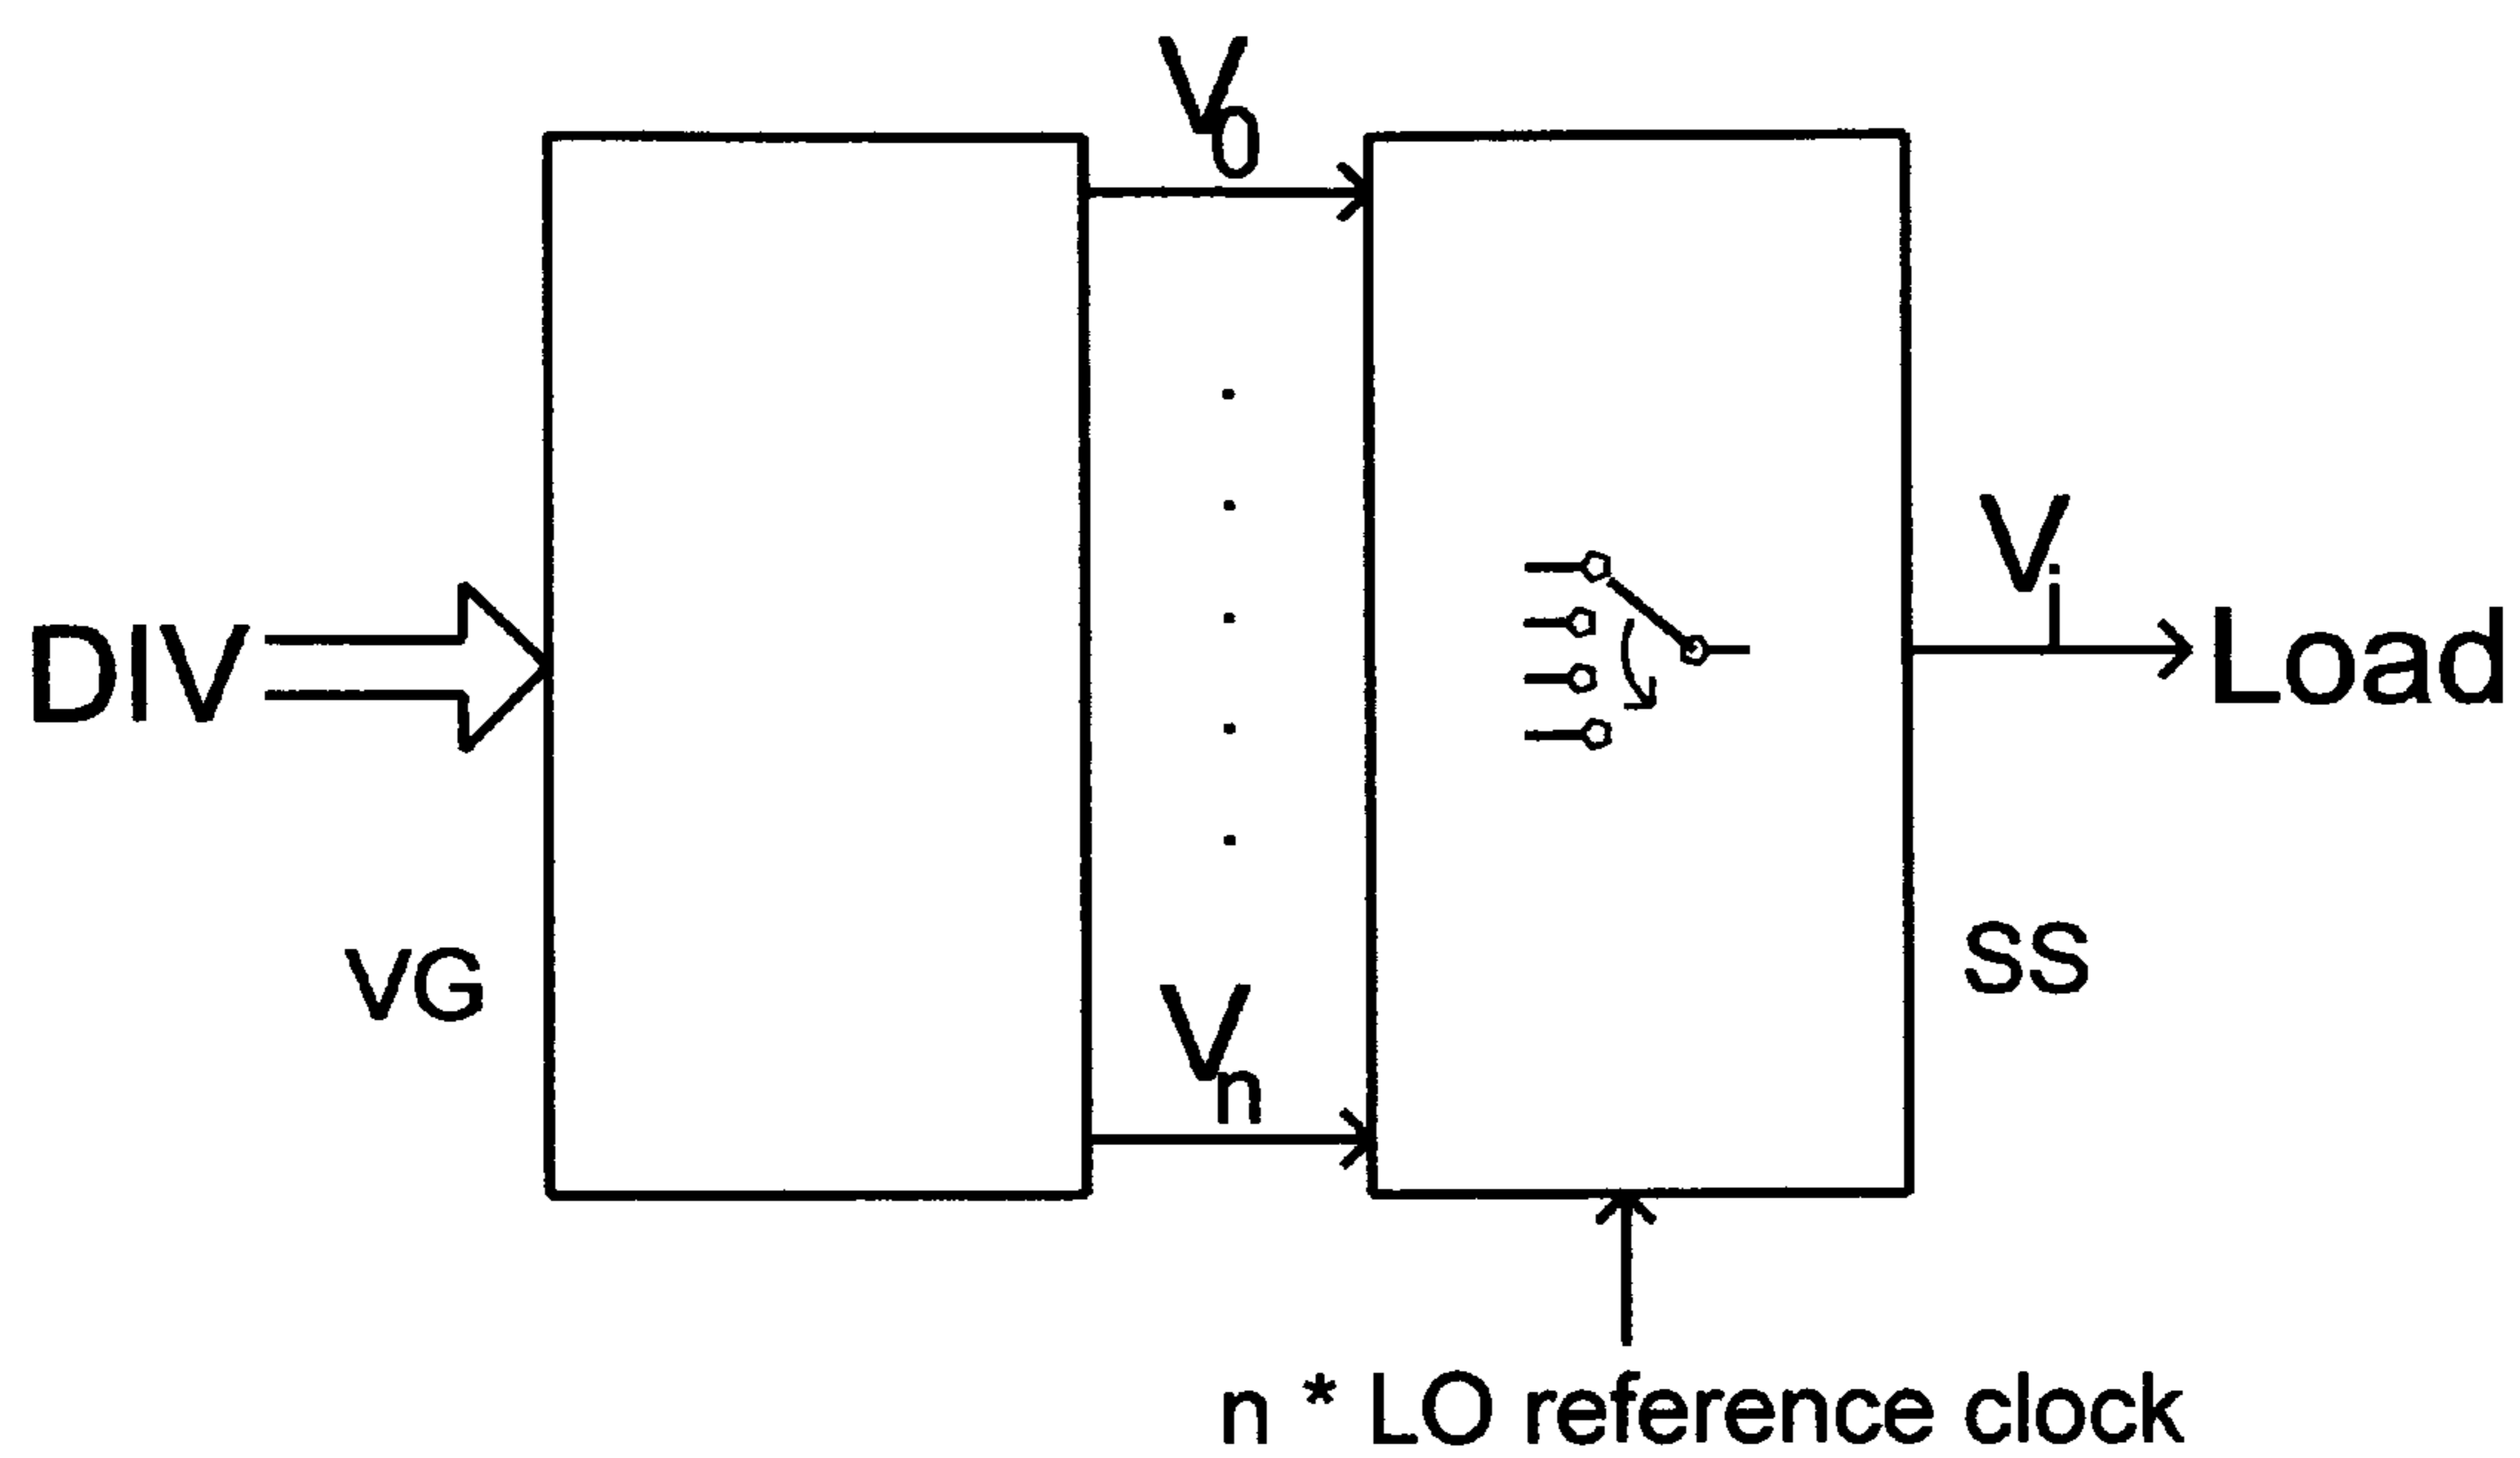 V0
DIV
Vi
Load
VG
SS
Vn
n * LO reference clock